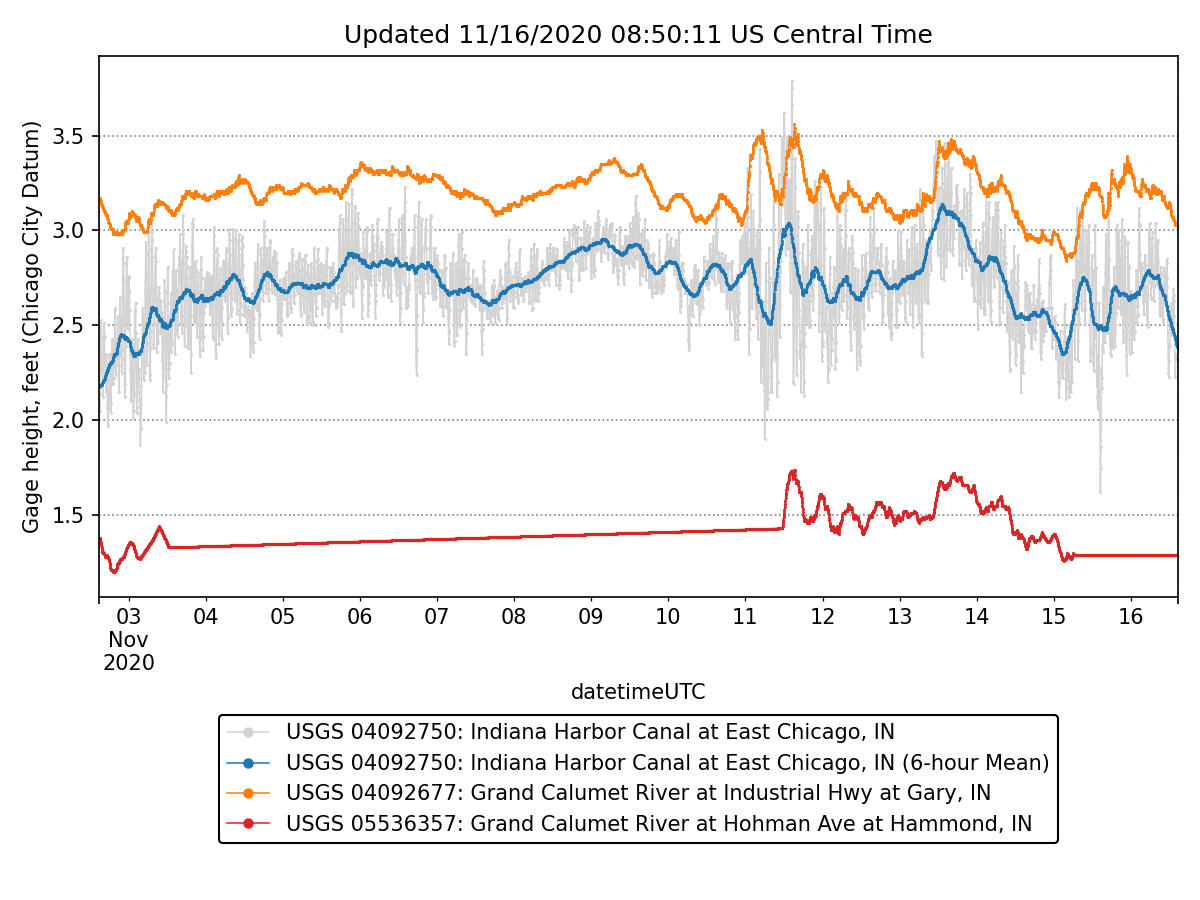 Updated 11/16/2020 08:50:11 US Central Time
Gage height, feet (Chicago City Datum)
3.5
3.0
2.5
2.0
1.5
03 04 05 06 07 08 09 10 11 12 13 14 15 16
Nov
2020
datetimeUTC
USGS 04092750: Indiana Harbor Canal at East Chicago, IN
USGS 04092750: Indiana Harbor Canal at East Chicago, IN (6-hour Mean)
USGS 04092677: Grand Calumet River at Industrial Hwy at Gary, IN
USGS 05536357: Grand Calumet River at Hohman Ave at Hammond, IN